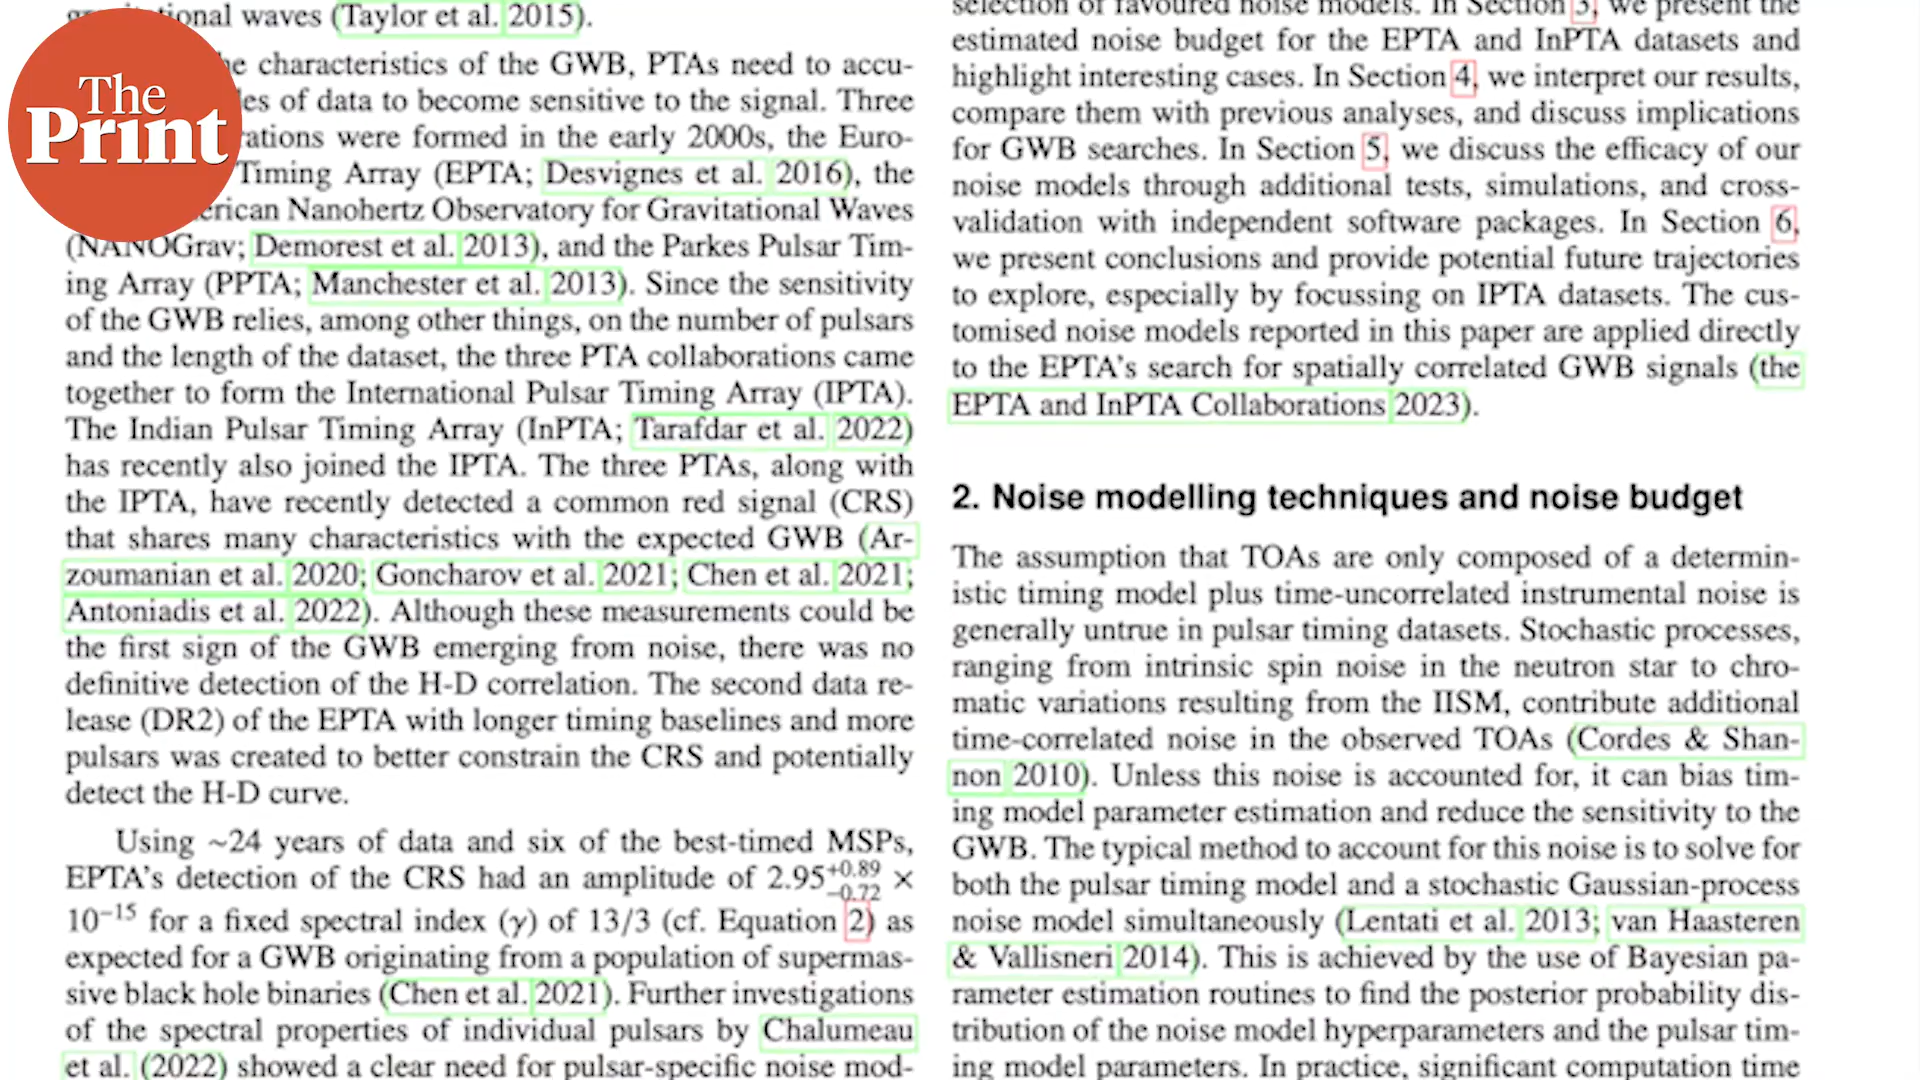 The
Print
gravitational waves (Taylor et al. 2015).
he characteristics of the GWB, PTAs need to accu-
les of data to become sensitive to the signal. Three
rations were formed in the early 2000s, the Euro-
Timing Array (EPTA; Desvignes et al. 2016), the
erican Nanohertz Observatory for Gravitational Waves
(NANOGrav; Demorest et al. 2013), and the Parkes Pulsar Tim-
ing Array (PPTA; Manchester et al. 2013). Since the sensitivity
of the GWB relies, among other things, on the number of pulsars
and the length of the dataset, the three PTA collaborations came
together to form the International Pulsar Timing Array (IPTA).
The Indian Pulsar Timing Array (InPTA; Tarafdar et al. 2022)
has recently also joined the IPTA. The three PTAs, along with
the IPTA, have recently detected a common red signal (CRS)
that shares many characteristics with the expected GWB (Ar-
zoumanian et al. 2020; Goncharov et al. 2021; Chen et al. 2021;
Antoniadis et al. 2022). Although these measurements could be
the first sign of the GWB emerging from noise, there was no
definitive detection of the H-D correlation. The second data re-
lease (DR2) of the EPTA with longer timing baselines and more
pulsars was created to better constrain the CRS and potentially
detect the H-D curve.
Using ~24 years of data and six of the best-timed MSPs,
EPTA's detection of the CRS had an amplitude of 2.95+0.89 −0.72 ×
10−15 for a fixed spectral index (γ) of 13/3 (cf. Equation 2) as
expected for a GWB originating from a population of supermas-
sive black hole binaries (Chen et al. 2021). Further investigations
of the spectral properties of individual pulsars by Chalumeau
et al. (2022) showed a clear need for pulsar-specific noise mod-
selection of favoured noise models. In Section 3, we present the
estimated noise budget for the EPTA and InPTA datasets and
highlight interesting cases. In Section 4, we interpret our results,
compare them with previous analyses, and discuss implications
for GWB searches. In Section 5, we discuss the efficacy of our
noise models through additional tests, simulations, and cross-
validation with independent software packages. In Section 6,
we present conclusions and provide potential future trajectories
to explore, especially by focussing on IPTA datasets. The cus-
tomised noise models reported in this paper are applied directly
to the EPTA's search for spatially correlated GWB signals (the
EPTA and InPTA Collaborations 2023).
2. Noise modelling techniques and noise budget
The assumption that TOAs are only composed of a determin-
istic timing model plus time-uncorrelated instrumental noise is
generally untrue in pulsar timing datasets. Stochastic processes,
ranging from intrinsic spin noise in the neutron star to chro-
matic variations resulting from the IISM, contribute additional
time-correlated noise in the observed TOAs (Cordes & Shan-
non 2010). Unless this noise is accounted for, it can bias tim-
ing model parameter estimation and reduce the sensitivity to the
GWB. The typical method to account for this noise is to solve for
both the pulsar timing model and a stochastic Gaussian-process
noise model simultaneously (Lentati et al. 2013; van Haasteren
& Vallisneri 2014). This is achieved by the use of Bayesian pa-
rameter estimation routines to find the posterior probability dis-
tribution of the noise model hyperparameters and the pulsar tim-
ing model parameters. In practice, significant computation time